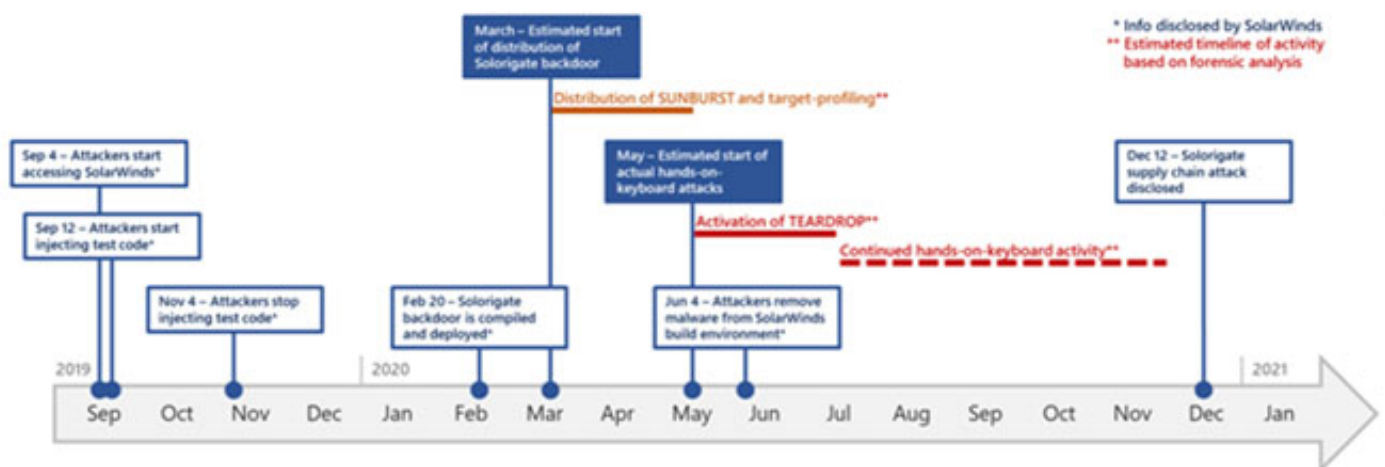 March – Estimated start
of distribution of
Solorigate backdoor
* Info disclosed by SolarWinds
** Estimated timeline of activity
based on forensic analysis
Distribution of SUNBURST and target-profiling**
Sep 4 – Attackers start
accessing SolarWinds*
May – Estimated start of
actual hands-on-
keyboard attacks
Dec 12 – Solorigate
supply chain attack
disclosed
Sep 12 – Attackers start
injecting test code*
Activation of TEARDROP**
Continued hands-on-keyboard activity**
Nov 4 – Attackers stop
injecting test code*
Feb 20 – Solorigate
backdoor is compiled
and deployed*
Jun 4 – Attackers remove
malware from SolarWinds
build environment*
2019 2020 2021
Sep Oct Nov Dec Jan Feb Mar Apr May Jun Jul Aug Sep Oct Nov Dec Jan